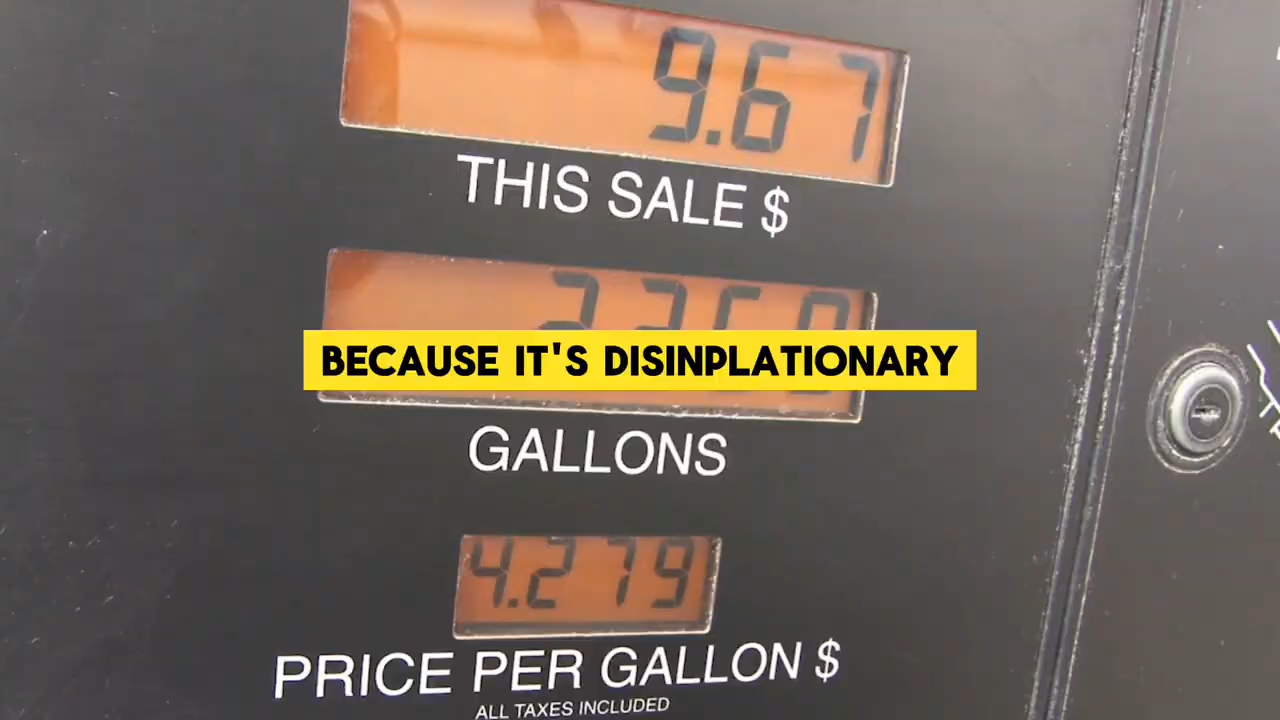 9.67
THIS SALE $
BECAUSE IT'S DISINPLATIONARY
GALLONS
4.279
PRICE PER GALLON $
ALL TAXES INCLUDED